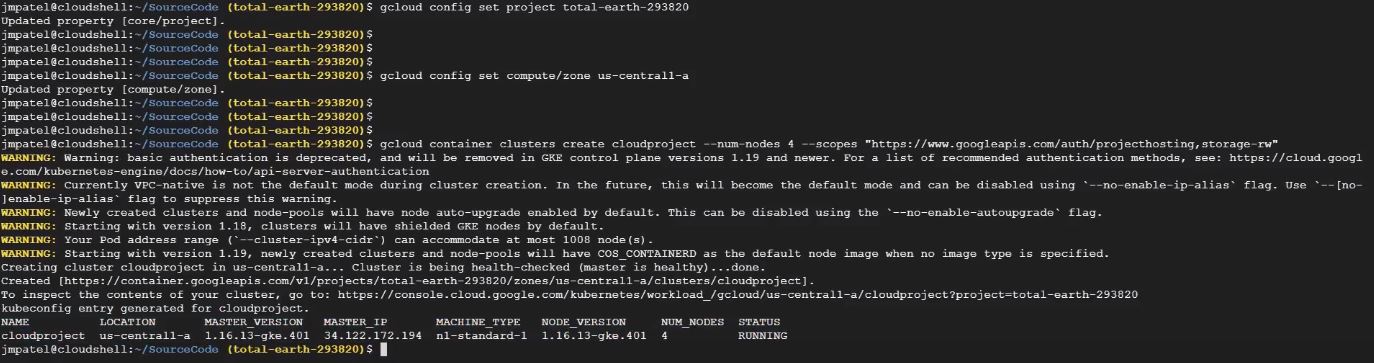 jmpatel@cloudshell:~/SourceCode (total-earth-293820)$ gcloud config set project total-earth-293820
Updated property [core/project].
jmpatel@cloudshell:~/SourceCode (total-earth-293820)$
jmpatel@cloudshell:~/SourceCode (total-earth-293820)$
jmpatel@cloudshell:~/SourceCode (total-earth-293820)$
jmpatel@cloudshell:~/SourceCode (total-earth-293820)$ gcloud config set compute/zone us-central1-a
Updated property [compute/zone].
jmpatel@cloudshell:~/SourceCode (total-earth-293820)$
jmpatel@cloudshell:~/SourceCode (total-earth-293820)$
jmpatel@cloudshell:~/SourceCode (total-earth-293820)$
jmpatel@cloudshell:~/SourceCode (total-earth-293820)$ gcloud container clusters create cloudproject --num-nodes 4 --scopes "https://www.googleapis.com/auth/projecthosting,storage-rw"
WARNING: Warning: basic authentication is deprecated, and will be removed in GKE control plane versions 1.19 and newer. For a list of recommended authentication methods, see: https://cloud.googl
e.com/kubernetes-engine/docs/how-to/api-server-authentication
WARNING: Currently VPC-native is not the default mode during cluster creation. In the future, this will become the default mode and can be disabled using `--no-enable-ip-alias` flag. Use `--[no-
]enable-ip-alias` flag to suppress this warning.
WARNING: Newly created clusters and node-pools will have node auto-upgrade enabled by default. This can be disabled using the `--no-enable-autoupgrade` flag.
WARNING: Starting with version 1.18, clusters will have shielded GKE nodes by default.
WARNING: Your Pod address range (`--cluster-ipv4-cidr`) can accommodate at most 1008 node(s).
WARNING: Starting with version 1.19, newly created clusters and node-pools will have COS_CONTAINERD as the default node image when no image type is specified.
Creating cluster cloudproject in us-central1-a... Cluster is being health-checked (master is healthy)...done.
Created [https://container.googleapis.com/v1/projects/total-earth-293820/zones/us-central1-a/clusters/cloudproject].
To inspect the contents of your cluster, go to: https://console.cloud.google.com/kubernetes/workload_/gcloud/us-central1-a/cloudproject?project=total-earth-293820
kubeconfig entry generated for cloudproject.
NAME LOCATION MASTER_VERSION MASTER_IP MACHINE_TYPE NODE_VERSION NUM_NODES STATUS
cloudproject us-central1-a 1.16.13-gke.401 34.122.172.194 n1-standard-1 1.16.13-gke.401 4 RUNNING
jmpatel@cloudshell:~/SourceCode (total-earth-293820)$